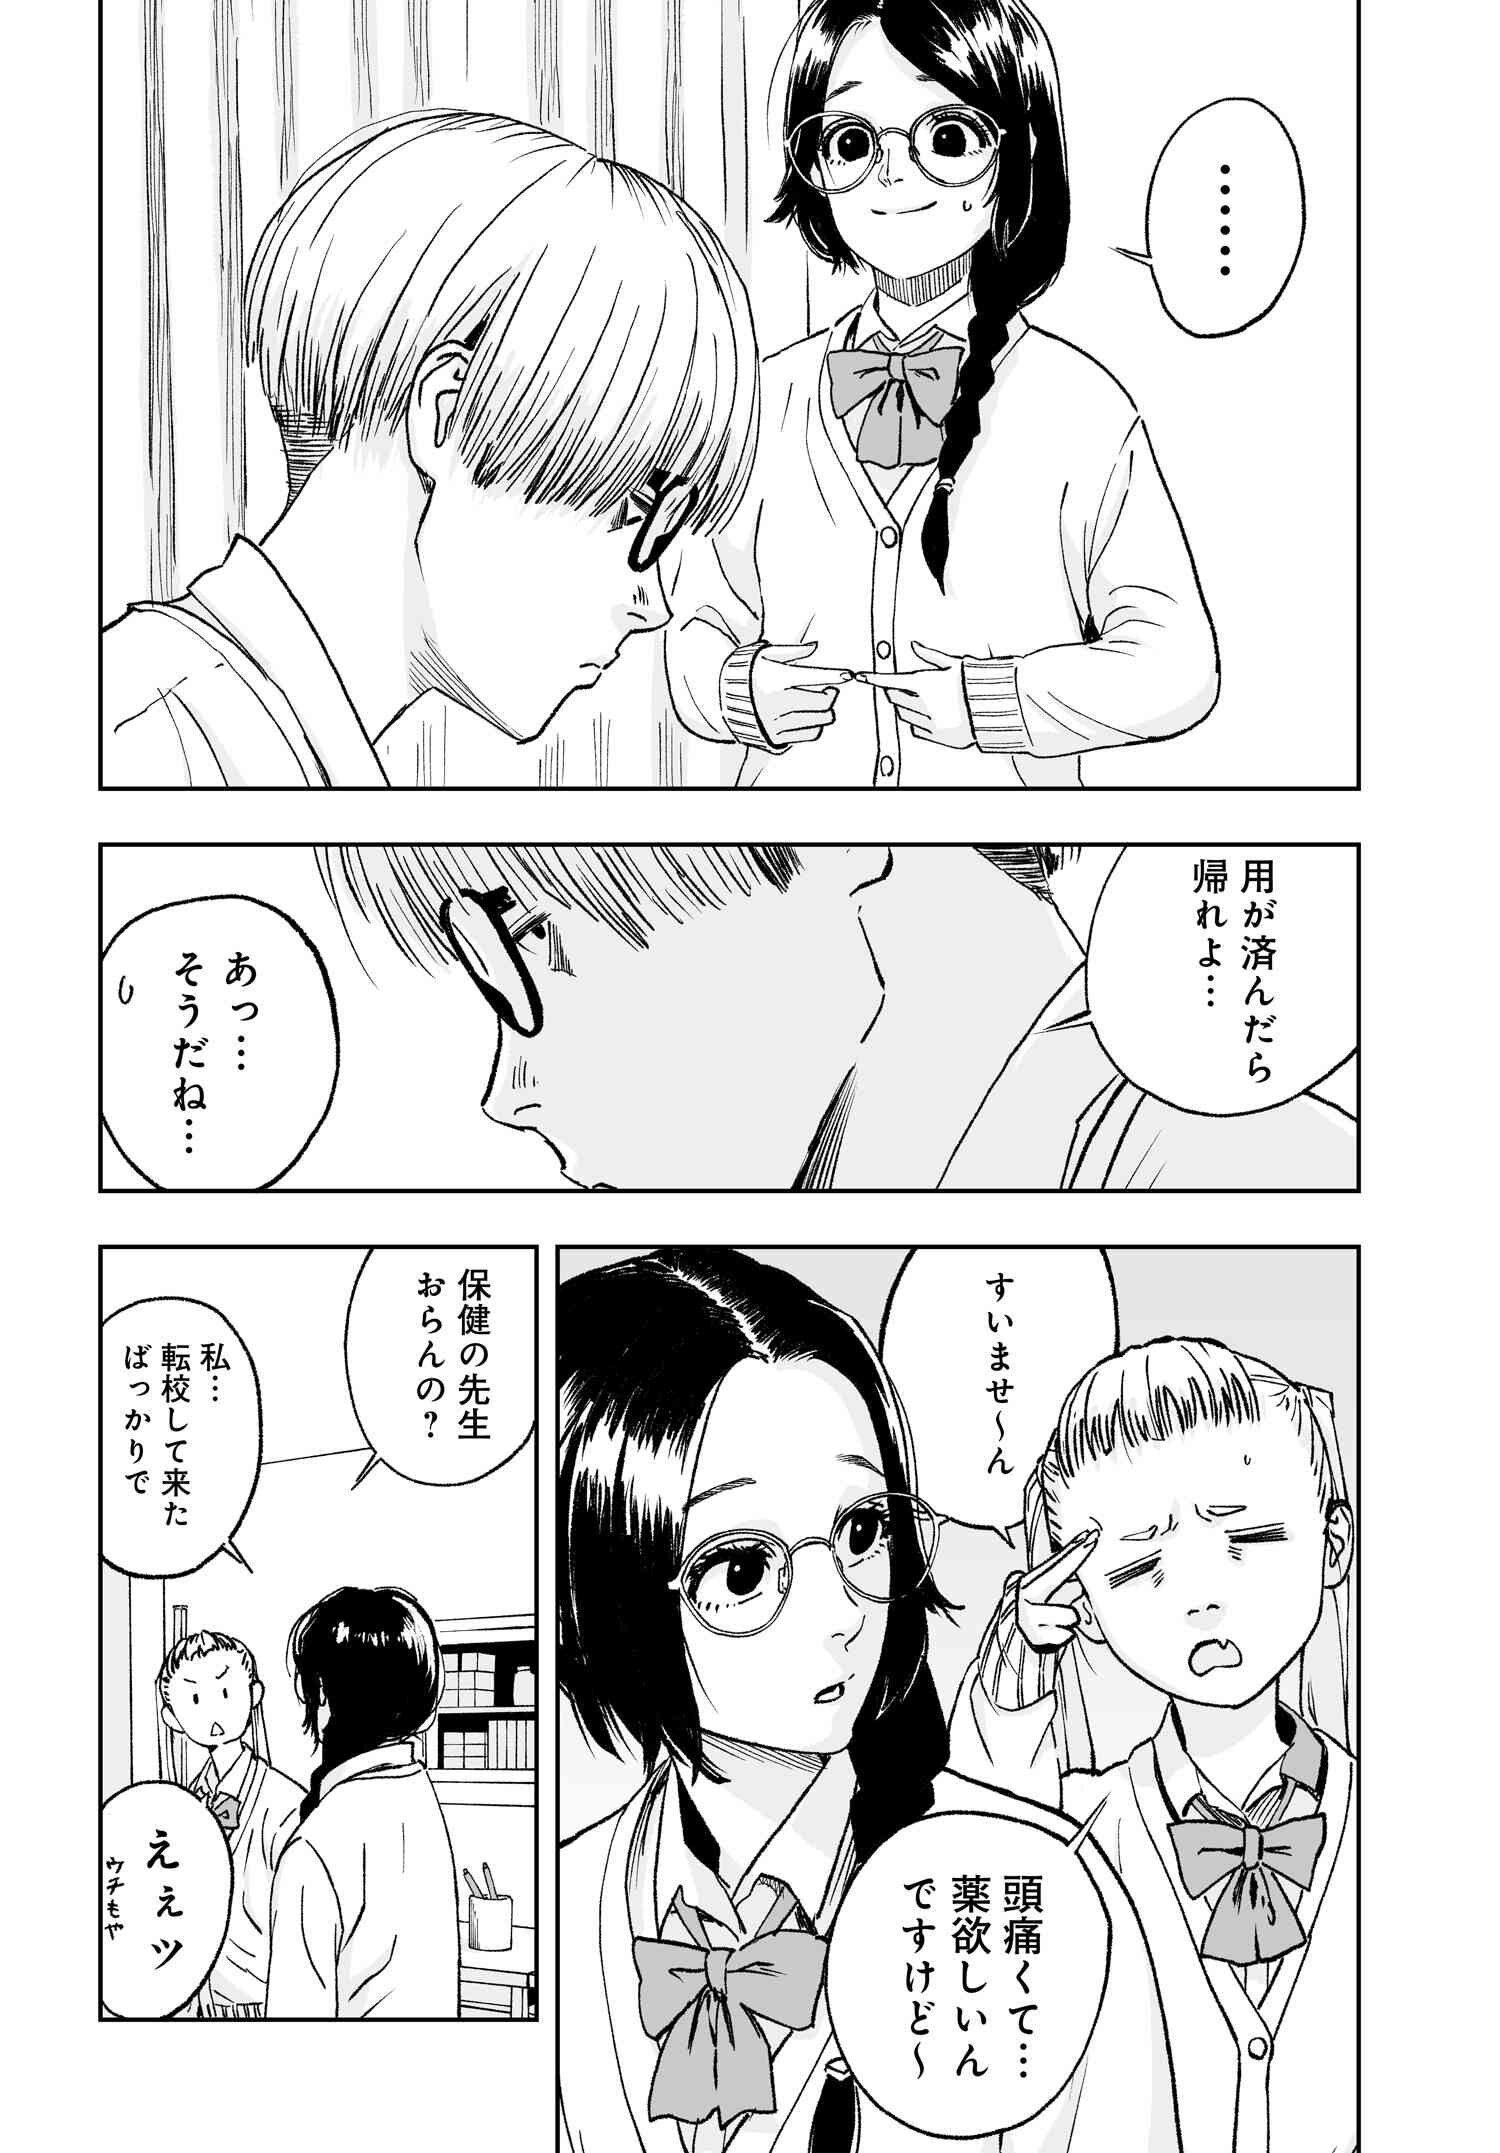 ………
用が済んだら
帰れよ…
あっ…
そうだね…
すいませ〜ん
頭痛くて…
薬欲しいん
ですけど〜
保健の先生
おらんの?
私…
転校して来た
ばっかりで
えぇッ
ウチもや